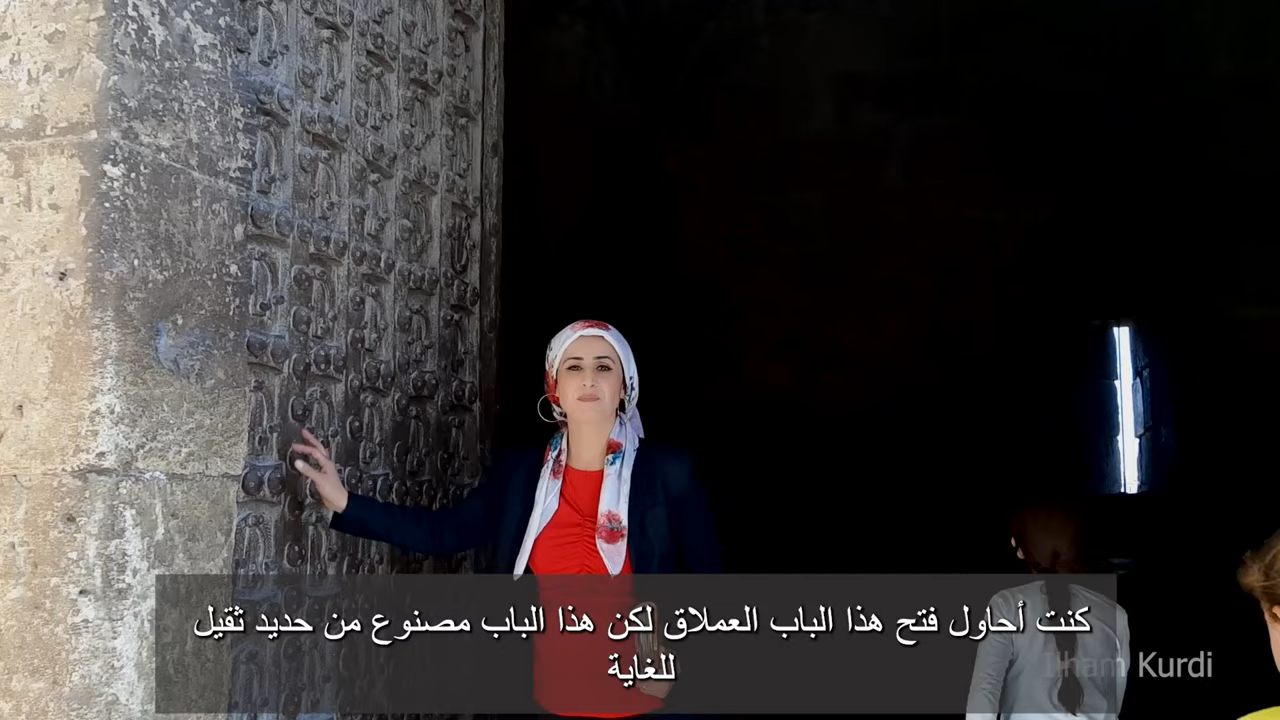 كنت أحاول فتح هذا الباب العملاق لكن هذا الباب مصنوع من حديد ثقيل
للغاية
Ilham Kurdi